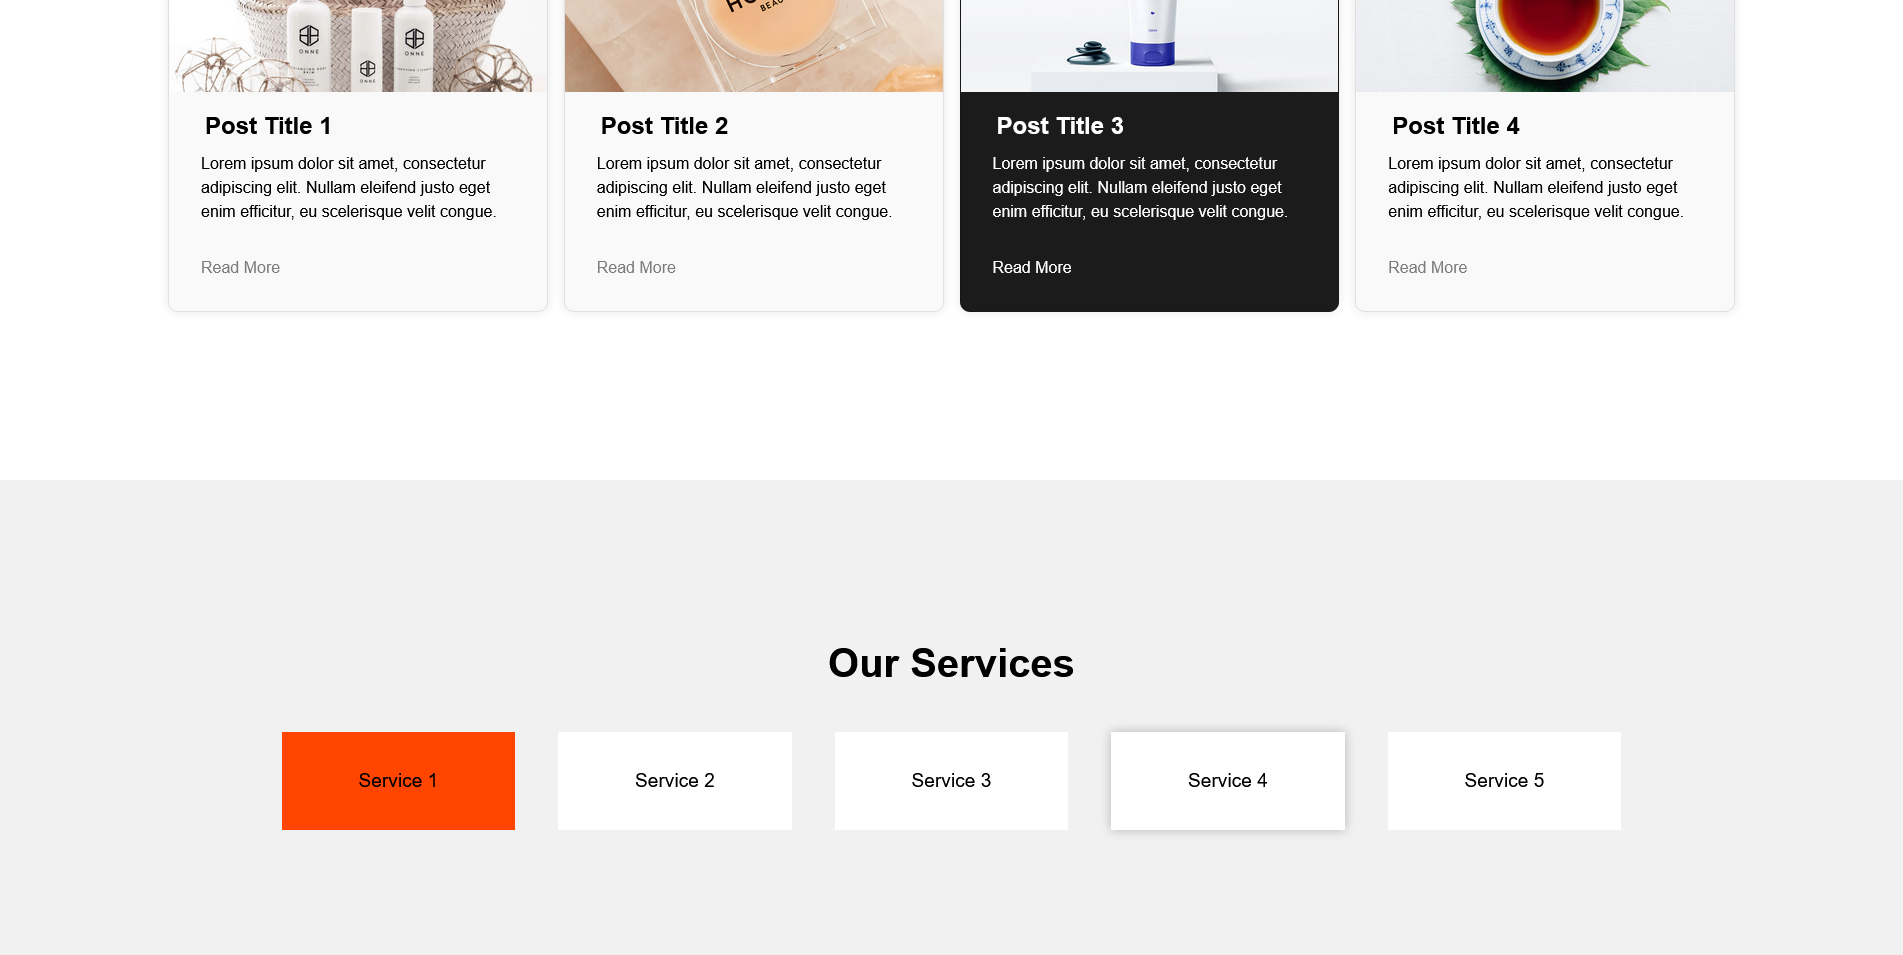 ONNE
ONNE
ONNE
BEAU
Post Title 1
Lorem ipsum dolor sit amet, consectetur
adipiscing elit. Nullam eleifend justo eget
enim efficitur, eu scelerisque velit congue.
Read More
Post Title 2
Lorem ipsum dolor sit amet, consectetur
adipiscing elit. Nullam eleifend justo eget
enim efficitur, eu scelerisque velit congue.
Read More
Post Title 3
Lorem ipsum dolor sit amet, consectetur
adipiscing elit. Nullam eleifend justo eget
enim efficitur, eu scelerisque velit congue.
Read More
Post Title 4
Lorem ipsum dolor sit amet, consectetur
adipiscing elit. Nullam eleifend justo eget
enim efficitur, eu scelerisque velit congue.
Read More
Our Services
Service 1
Service 2
Service 3
Service 4
Service 5